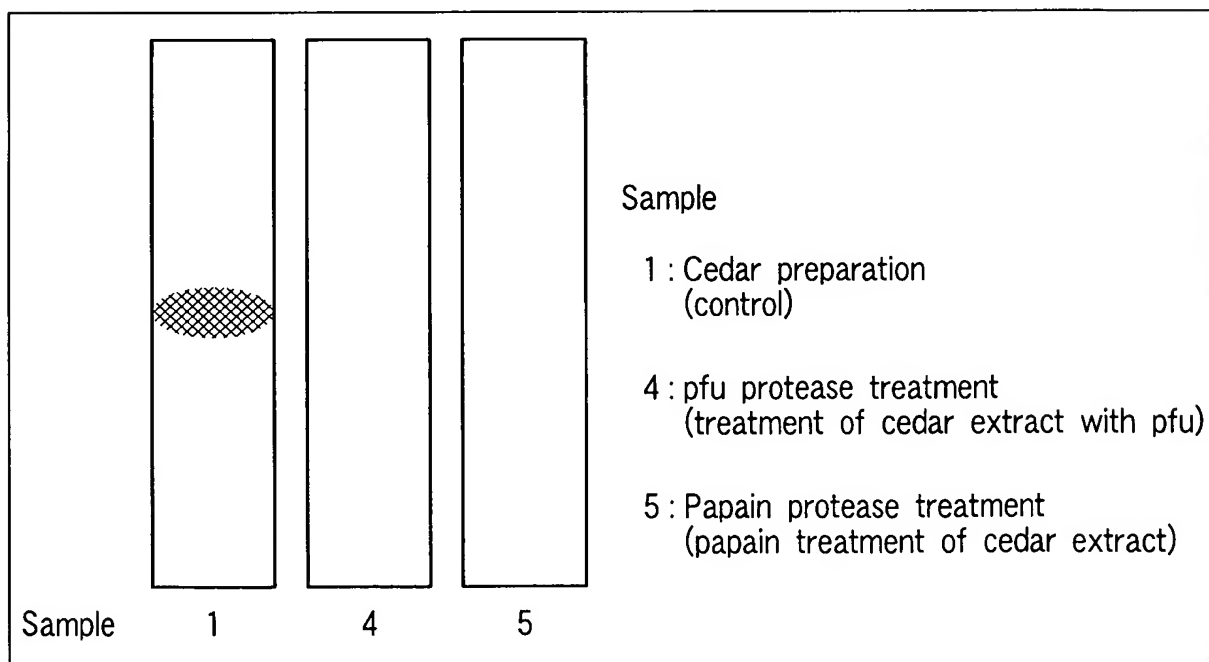 Sample
1 : Cedar preparation
(control)
4 : pfu protease treatment
(treatment of cedar extract with pfu)
5 : Papain protease treatment
(papain treatment of cedar extract)
Sample 1 4 5